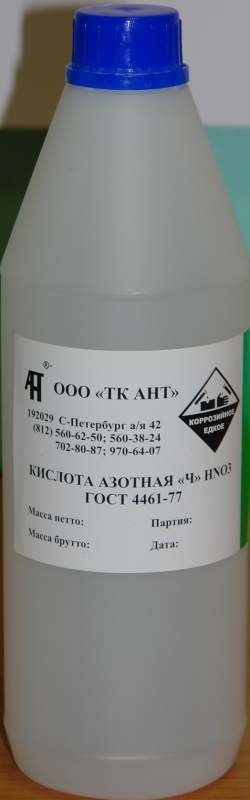 АНТ®
ООО «ТК АНТ»
192029 С-Петербург а/я 42
(812) 560-62-50; 560-38-24
702-80-87; 970-64-07
КОРРОЗИЙНОЕ
ЕДКОЕ
КИСЛОТА АЗОТНАЯ «Ч» HNO3
ГОСТ 4461-77
Масса нетто: Партия:
Масса брутто: Дата: